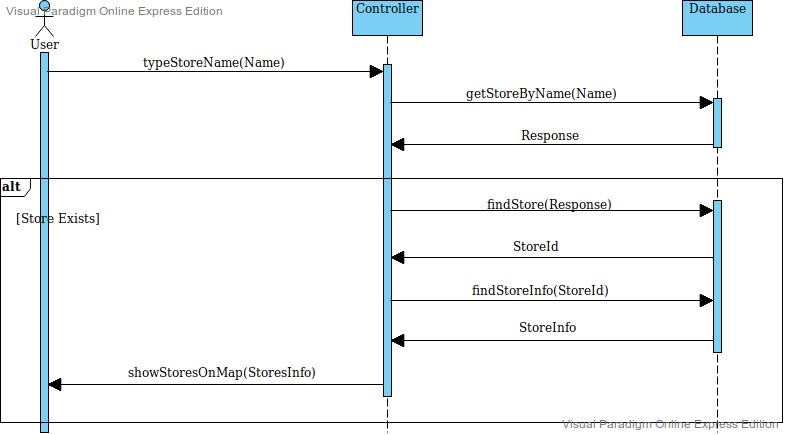 Visual Paradigm Online Express Edition
Controller
Database
User
typeStoreName(Name)
getStoreByName(Name)
Response
alt
[Store Exists]
findStore(Response)
StoreId
findStoreInfo(StoreId)
StoreInfo
showStoresOnMap(StoresInfo)
Visual Paradigm Online Express Edition